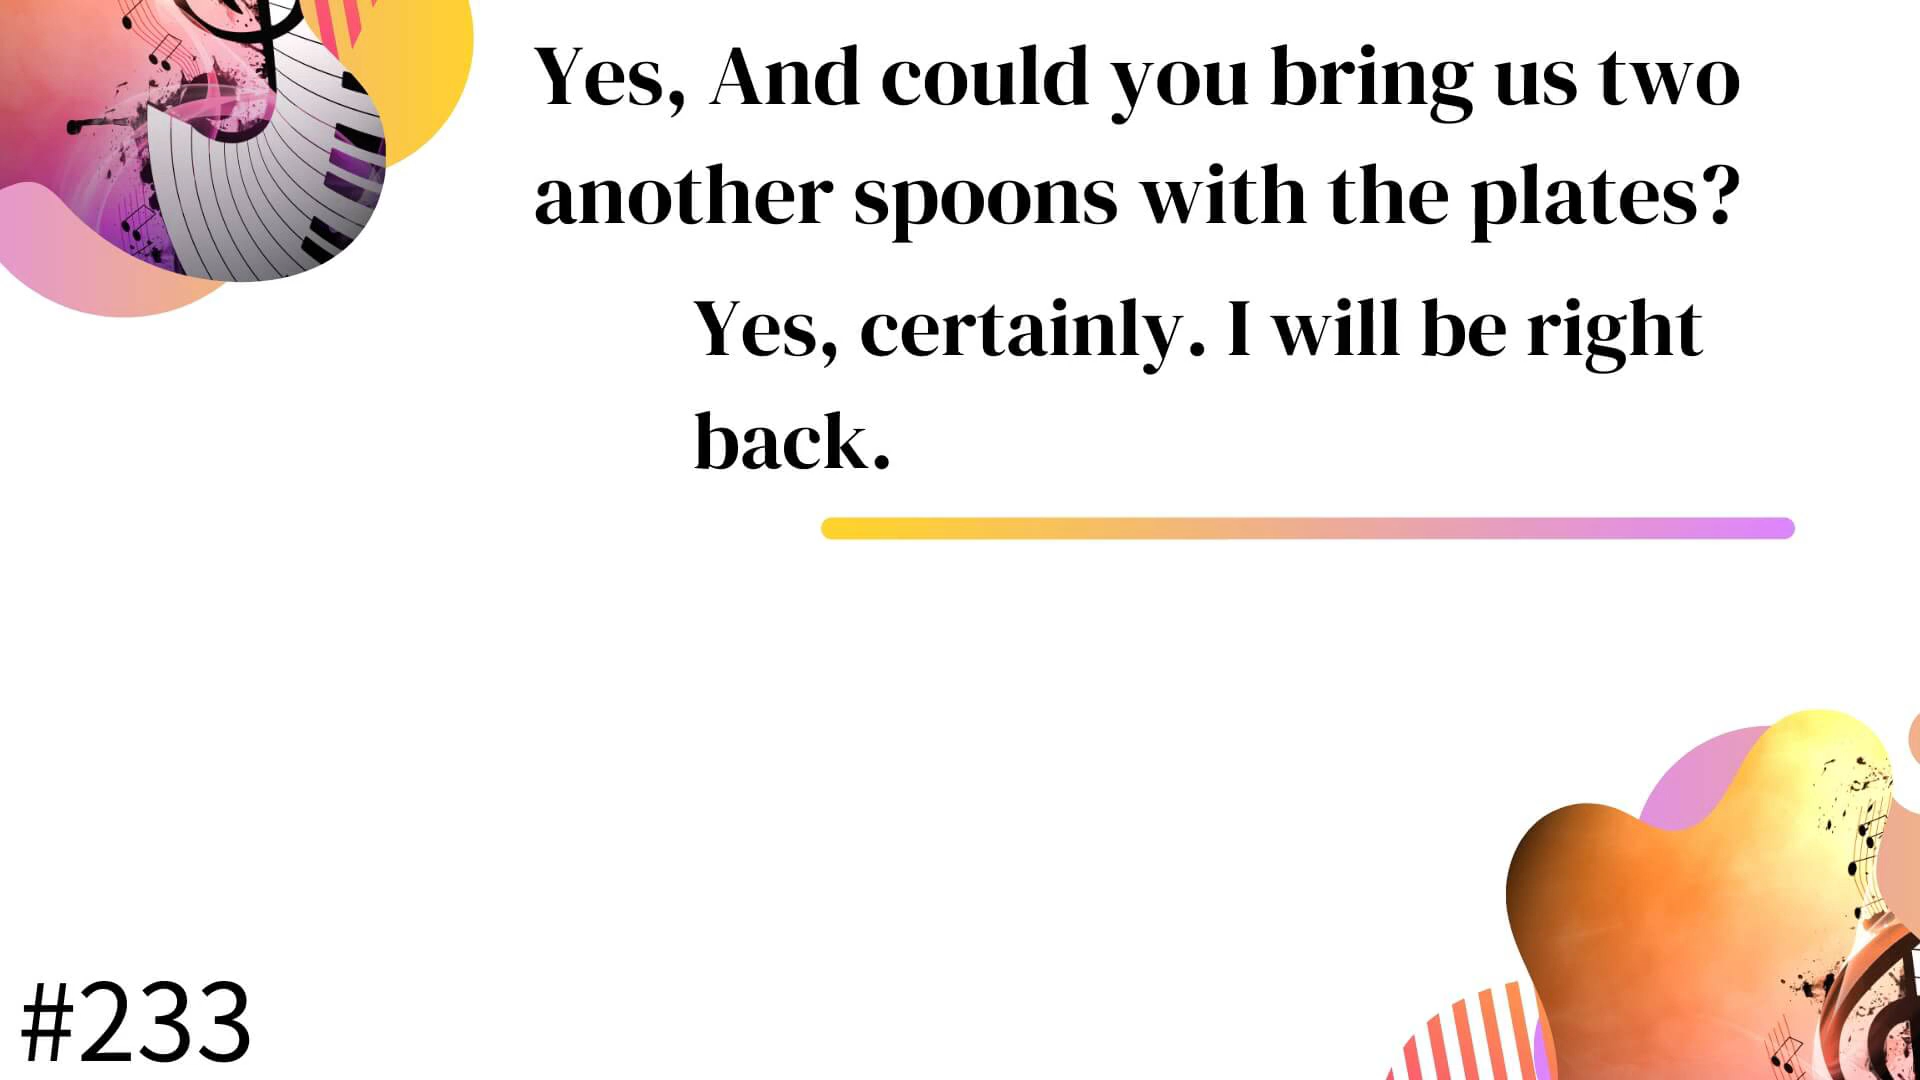 Yes, And could you bring us two
another spoons with the plates?
Yes, certainly. I will be right
back.
#233